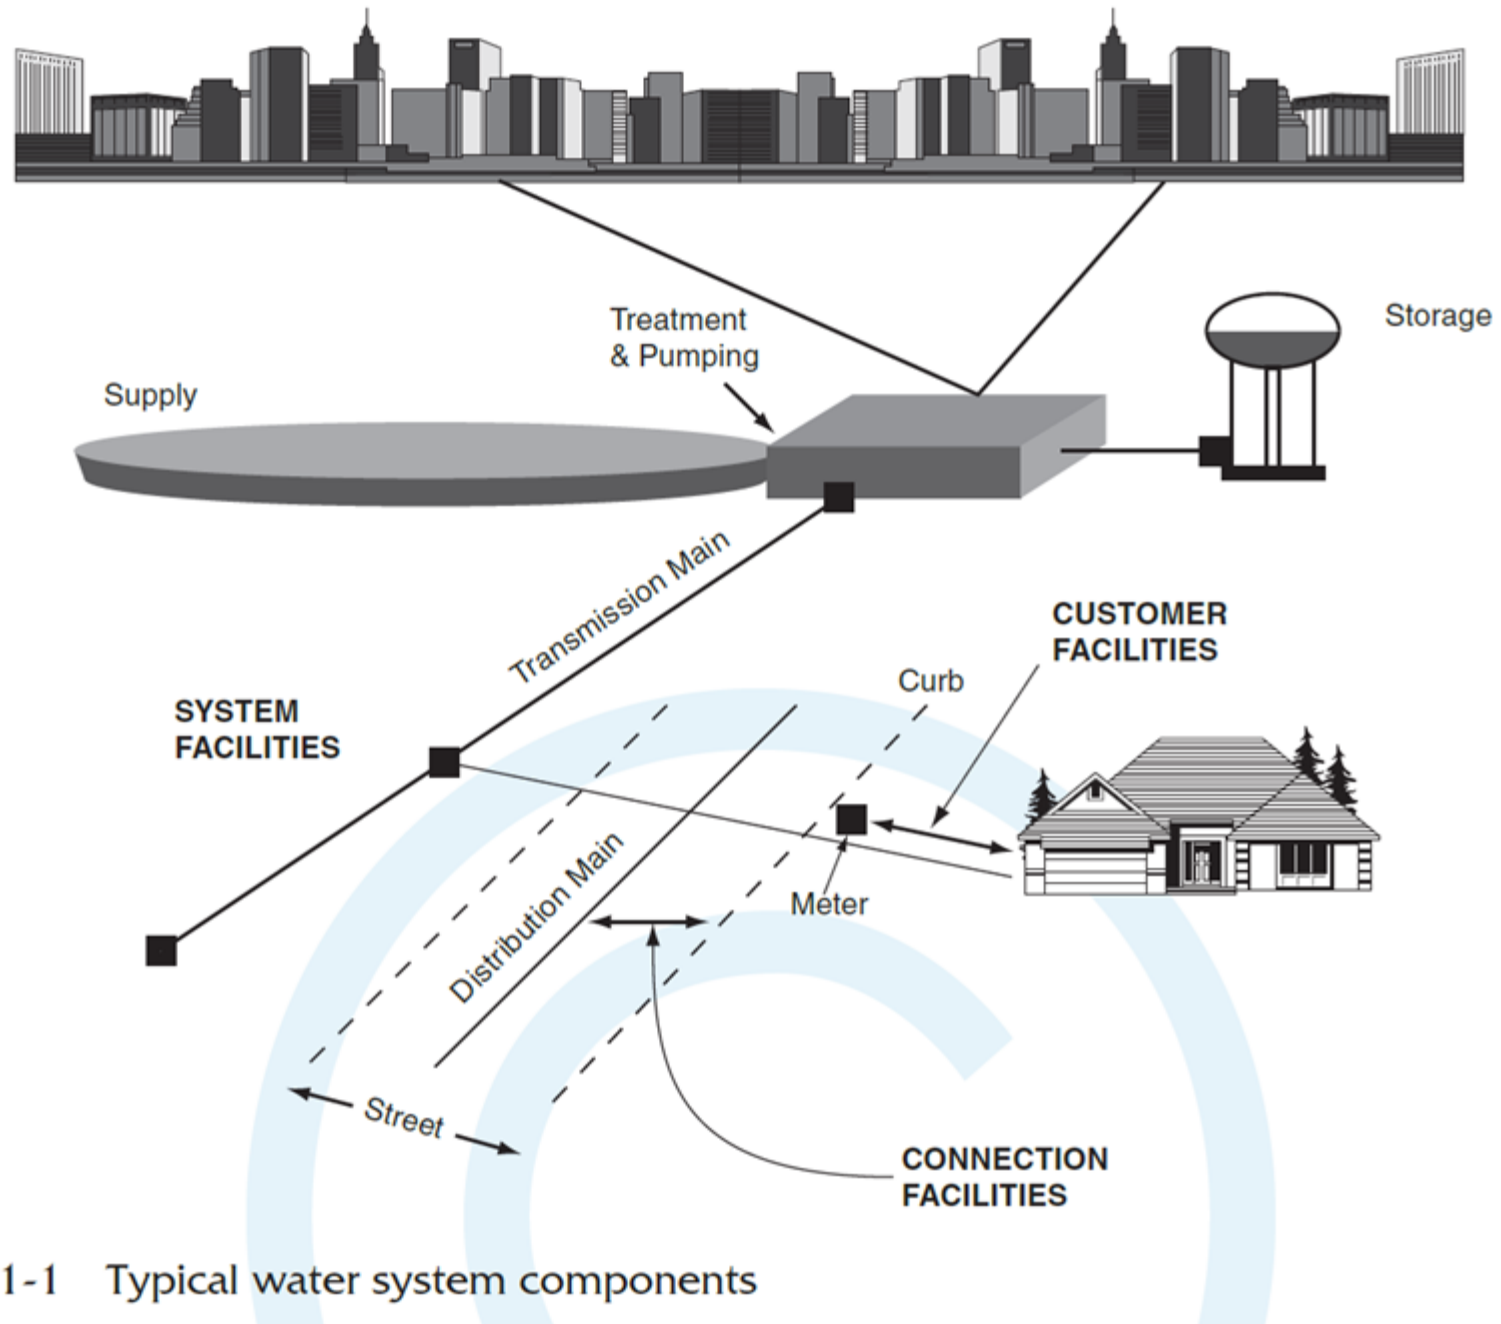 Treatment
& Pumping
Storage
Supply
Transmission Main
CUSTOMER
FACILITIES
Curb
SYSTEM
FACILITIES
Distribution Main
Meter
Street
CONNECTION
FACILITIES
1-1 Typical water system components